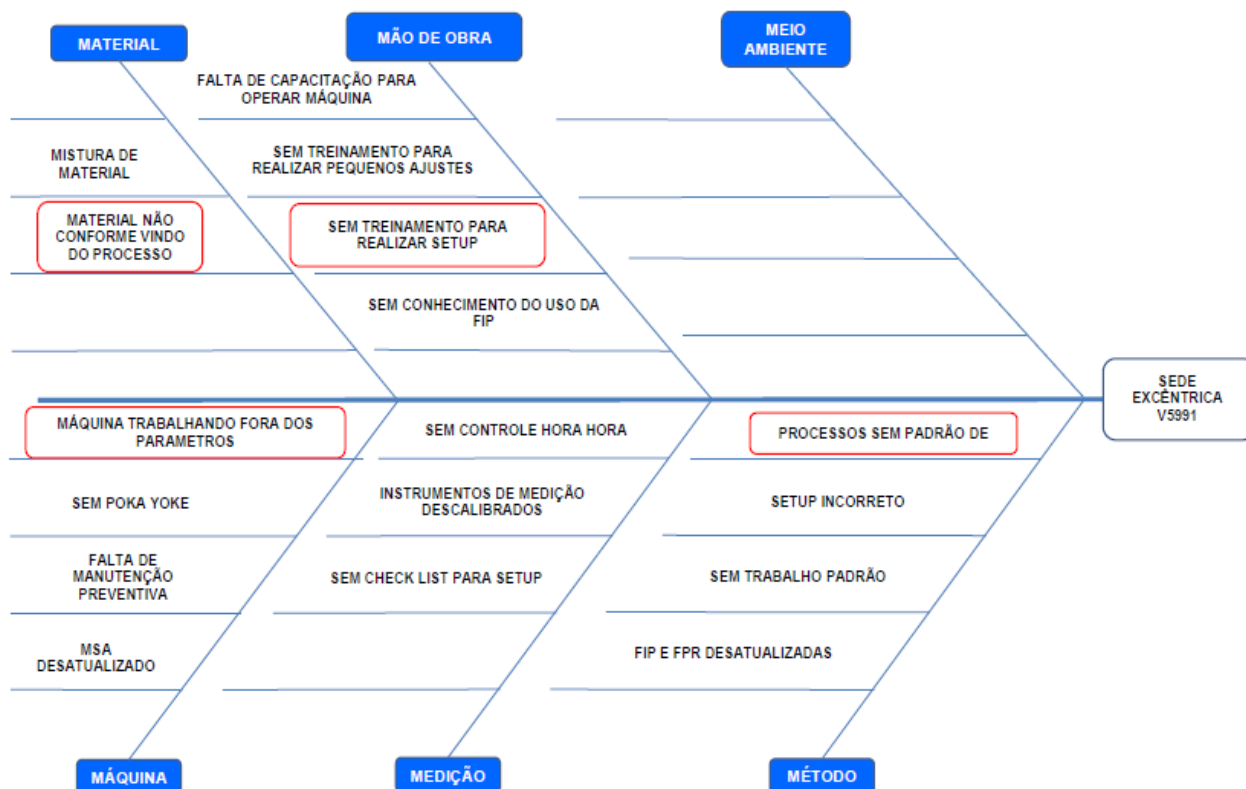 MATERIAL
MÃO DE OBRA
MEIO
AMBIENTE
FALTA DE CAPACITAÇÃO PARA
OPERAR MÁQUINA
MISTURA DE
MATERIAL
SEM TREINAMENTO PARA
REALIZAR PEQUENOS AJUSTES
MATERIAL NÃO
CONFORME VINDO
DO PROCESSO
SEM TREINAMENTO PARA
REALIZAR SETUP
SEM CONHECIMENTO DO USO DA
FIP
SEDE
EXCÊNTRICA
V5991
MÁQUINA TRABALHANDO FORA DOS
PARAMETROS
SEM CONTROLE HORA HORA
PROCESSOS SEM PADRÃO DE
SEM POKA YOKE
INSTRUMENTOS DE MEDIÇÃO
DESCALIBRADOS
SETUP INCORRETO
FALTA DE
MANUTENÇÃO
PREVENTIVA
SEM CHECK LIST PARA SETUP
SEM TRABALHO PADRÃO
MSA
DESATUALIZADO
FIP E FPR DESATUALIZADAS
MÁQUINA
MEDIÇÃO
MÉTODO